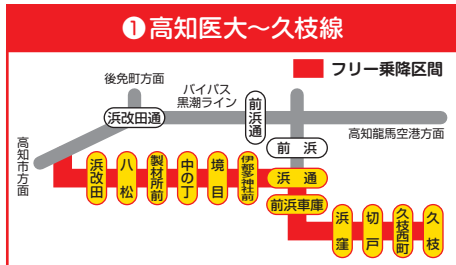 ❶高知医大〜久枝線
フリー乗降区間
後免町方面
バイパス
黒潮ライン
前浜通
浜改田通
高知龍馬空港方面
高知市方面
前浜
浜改田
八松
製材所前
中の丁
境目
伊都多神社前
浜通
前浜車庫
浜窪
切戸
久枝西町
久枝